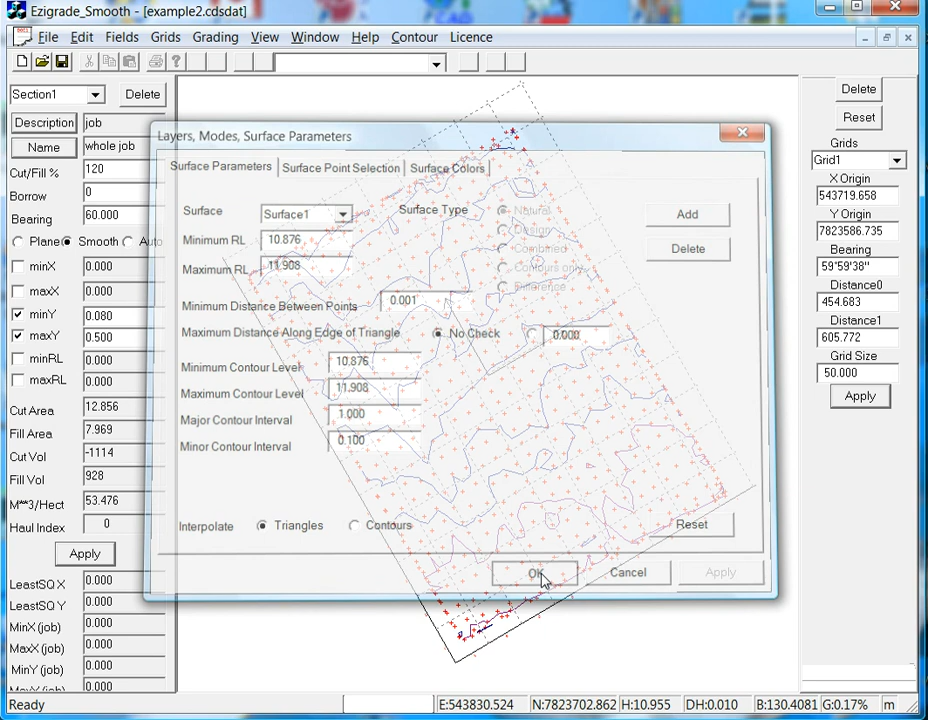 Ezigrade_Smooth - [example2.cdsdat]
File Edit Fields Grids Grading View Window Help Contour Licence
Section1 Delete
Description job
Name whole job
Cut/Fill % 120
Borrow 0
Bearing 60.000
Plane Smooth Auto
minX 0.000
maxX 0.000
minY 0.080
maxY 0.500
minRL 0.000
maxRL 0.000
Cut Area 12.856
Fill Area 7.969
Cut Vol -1114
Fill Vol 928
M**3/Hect 53.476
Haul Index 0
Apply
LeastSQ X 0.000
LeastSQ Y 0.000
MinX (job) 0.000
MaxX (job) 0.000
MinY (job) 0.000
MaxY (job) 0.000
Layers, Modes, Surface Parameters
Surface Parameters Surface Point Selection Surface Colors
Surface Surface1 Surface Type Natural Add
Design
Minimum RL 10.876 Combined Delete
Maximum RL 11.908 Contours only
Difference
Minimum Distance Between Points 0.001
Maximum Distance Along Edge of Triangle No Check 0.000
Minimum Contour Level 10.876
Maximum Contour Level 11.908
Major Contour Interval 1.000
Minor Contour Interval 0.100
Interpolate Triangles Contours Reset
OK Cancel Apply
Delete
Reset
Grids
Grid1
X Origin
543719.658
Y Origin
7823586.735
Bearing
59°59'38"
Distance0
454.683
Distance1
605.772
Grid Size
50.000
Apply
Ready E:543830.524 N:7823702.862 H:10.955 DH:0.010 B:130.4081 G:0.17% m